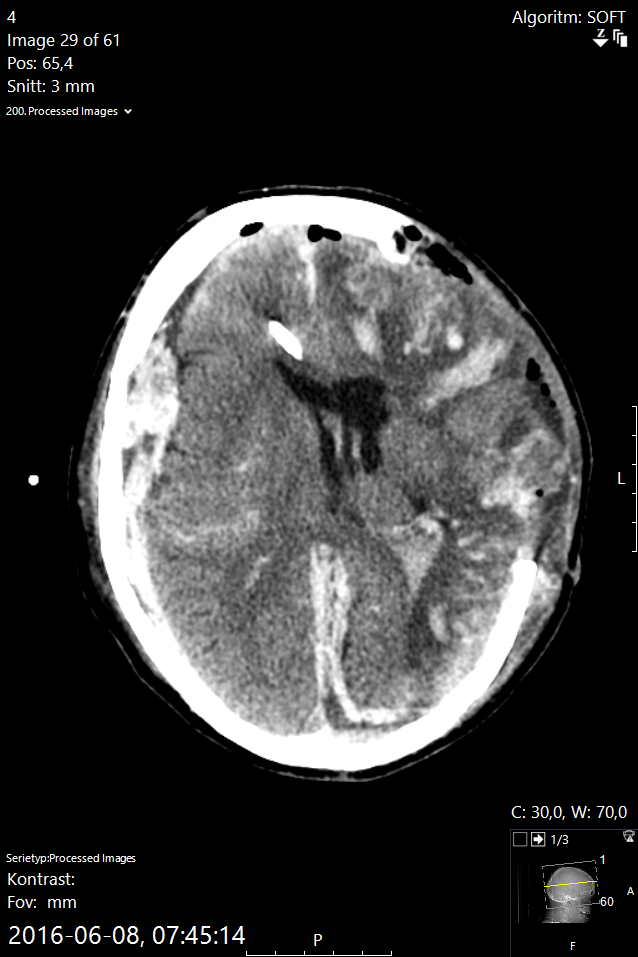 4
Image 29 of 61
Pos: 65,4
Snitt: 3 mm
200. Processed Images
Algoritm: SOFT
Z
L
C: 30,0, W: 70,0
1/3
1
A
60
F
Serietyp:Processed Images
Kontrast:
Fov: mm
2016-06-08, 07:45:14
P